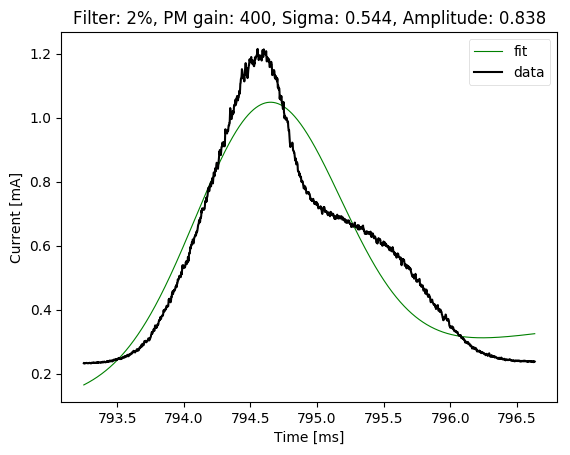 Filter: 2%, PM gain: 400, Sigma: 0.544, Amplitude: 0.838
fit
data
Current [mA]
1.2
1.0
0.8
0.6
0.4
0.2
793.5 794.0 794.5 795.0 795.5 796.0 796.5
Time [ms]